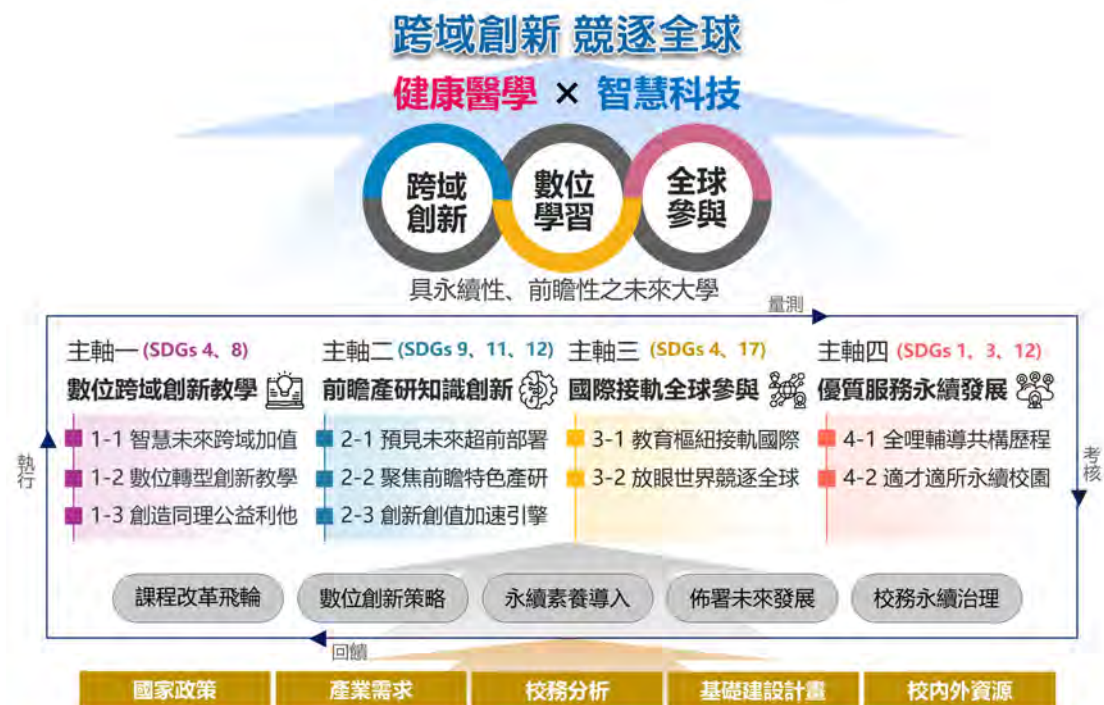 跨域創新 競逐全球
健康醫學 × 智慧科技
跨域
創新
數位
學習
全球
參與
具永續性、前瞻性之未來大學
量測
主軸一 (SDGs 4、8)
數位跨域創新教學
1-1 智慧未來跨域加值
1-2 數位轉型創新教學
1-3 創造同理公益利他
主軸二 (SDGs 9、11、12)
前瞻產研知識創新
2-1 預見未來超前部署
2-2 聚焦前瞻特色產研
2-3 創新創值加速引擎
主軸三 (SDGs 4、17)
國際接軌全球參與
3-1 教育樞紐接軌國際
3-2 放眼世界競逐全球
主軸四 (SDGs 1、3、12)
優質服務永續發展
4-1 全哩輔導共構歷程
4-2 適才適所永續校園
執行
考核
課程改革飛輪
數位創新策略
永續素養導入
佈署未來發展
校務永續治理
回饋
國家政策
產業需求
校務分析
基礎建設計畫
校內外資源